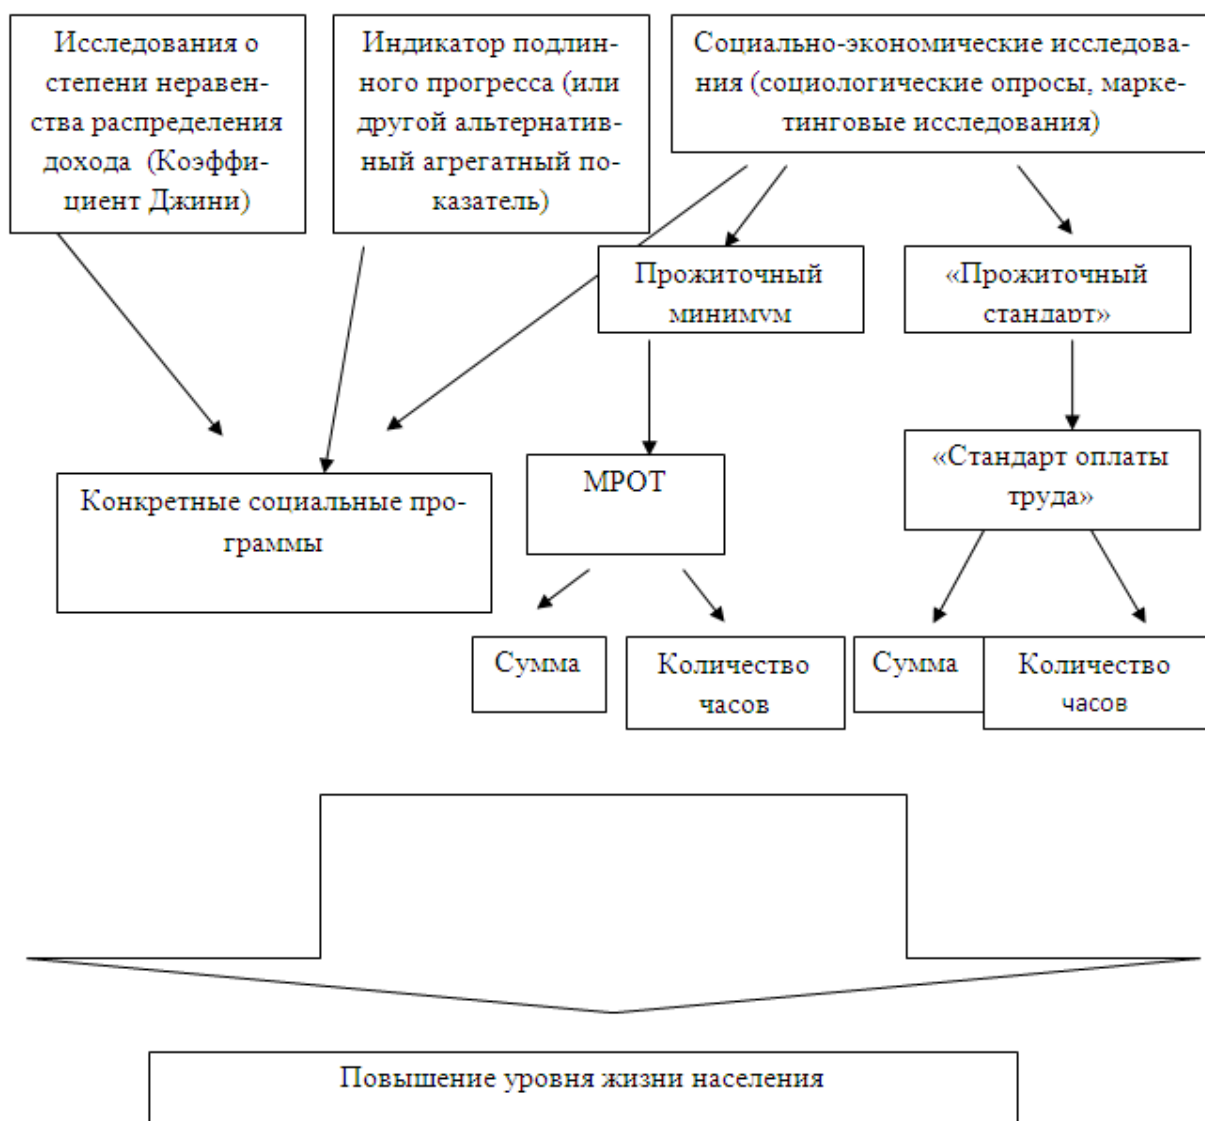 Исследования о
степени неравен-
ства распределения
дохода (Коэффи-
циент Джини)
Индикатор подлин-
ного прогресса (или
другой альтернатив-
ный агрегатный по-
казатель)
Социально-экономические исследова-
ния (социологические опросы, марке-
тинговые исследования)
Прожиточный
минимум
«Прожиточный
стандарт»
Конкретные социальные про-
граммы
МРОТ
«Стандарт оплаты
труда»
Сумма
Количество
часов
Сумма
Количество
часов
Повышение уровня жизни населения